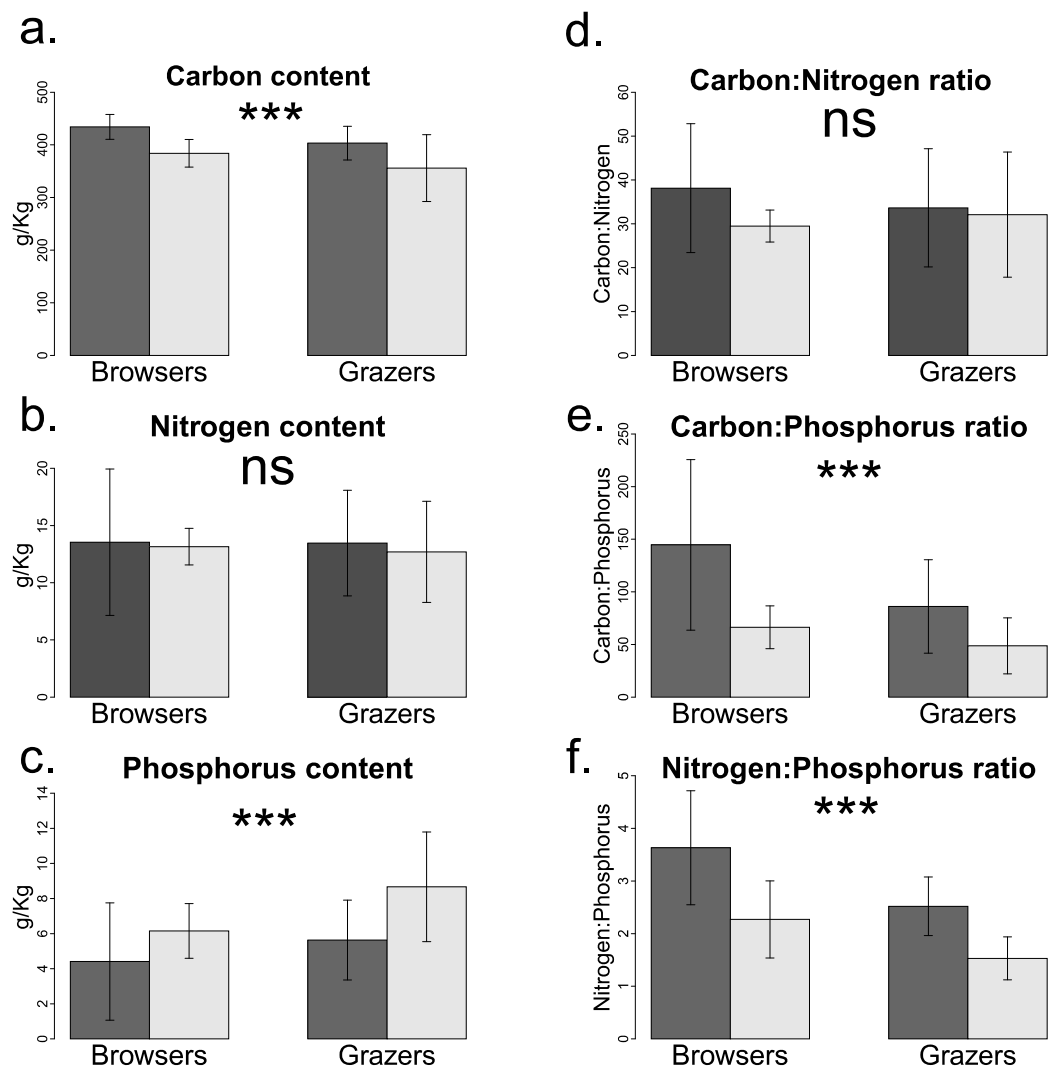 a.
Carbon content
***
g/Kg
0 100 200 300 400 500
Browsers Grazers
b.
Nitrogen content
ns
g/Kg
0 5 10 15 20
Browsers Grazers
c.
Phosphorus content
***
g/Kg
0 2 4 6 8 10 12 14
Browsers Grazers
d.
Carbon:Nitrogen ratio
ns
Carbon:Nitrogen
0 10 20 30 40 50 60
Browsers Grazers
e.
Carbon:Phosphorus ratio
***
Carbon:Phosphorus
0 50 100 150 200 250
Browsers Grazers
f.
Nitrogen:Phosphorus ratio
***
Nitrogen:Phosphorus
0 1 2 3 4 5
Browsers Grazers